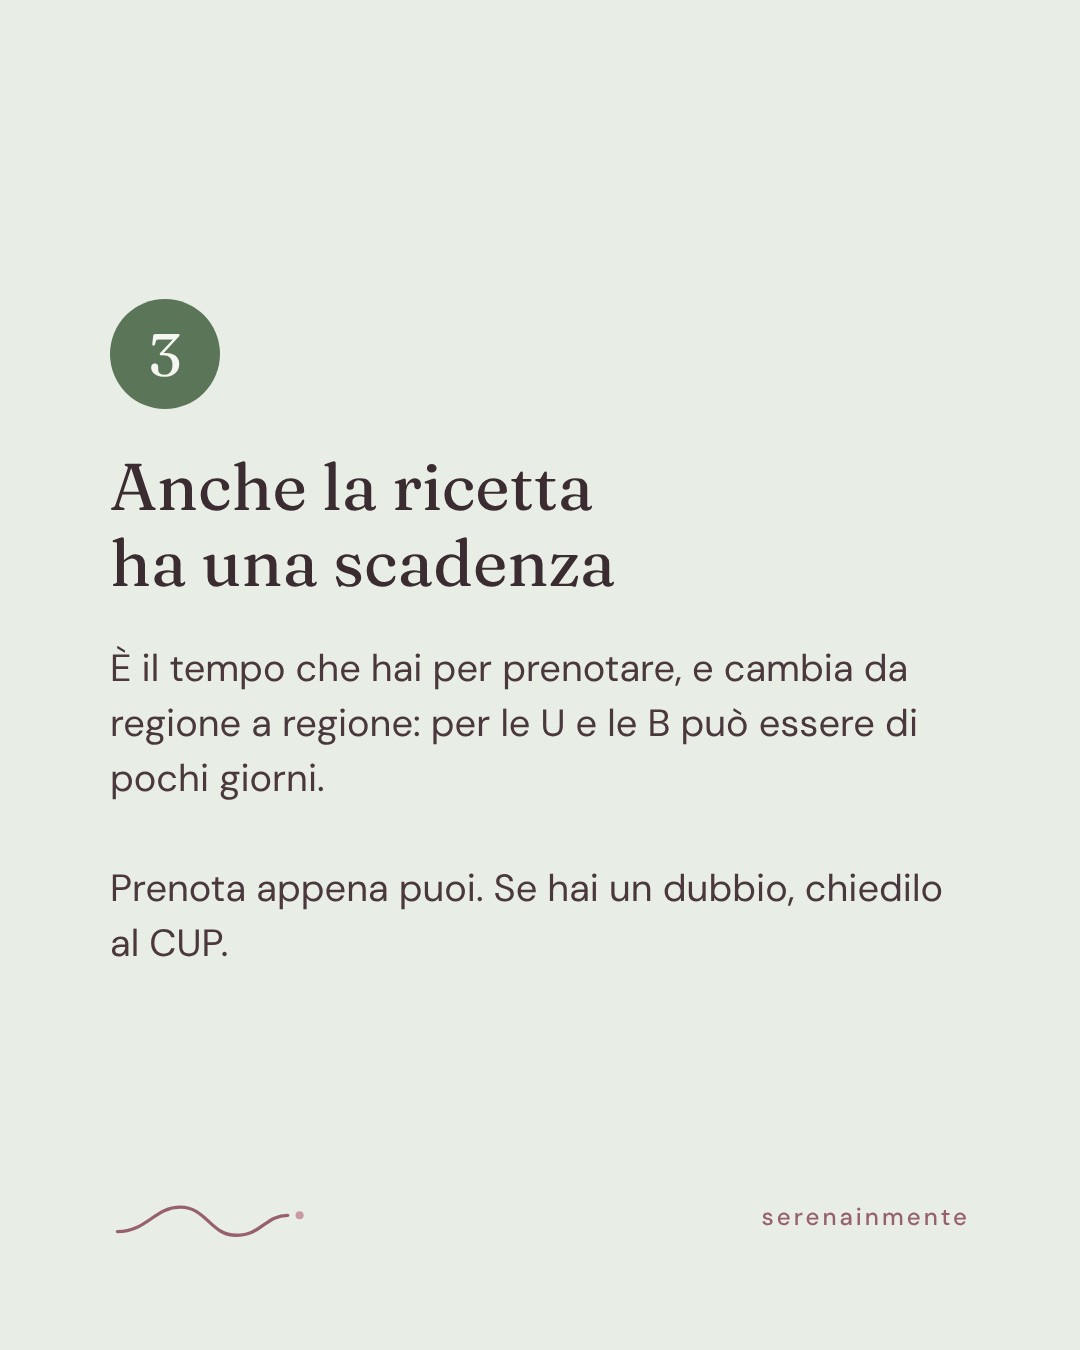 3
Anche la ricetta
ha una scadenza
È il tempo che hai per prenotare, e cambia da
regione a regione: per le U e le B può essere di
pochi giorni.
Prenota appena puoi. Se hai un dubbio, chiedilo
al CUP.
serenainmente